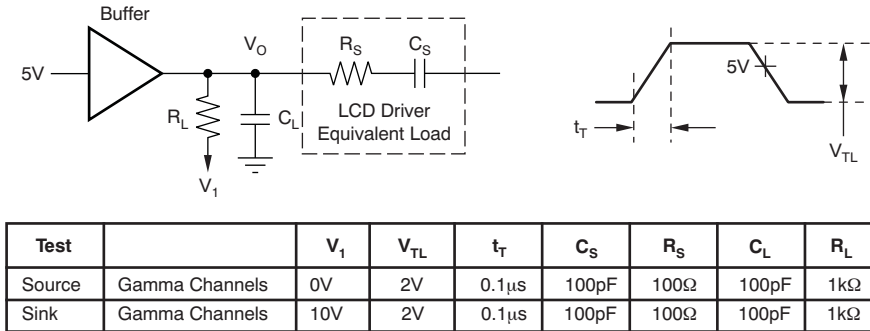 Buffer
5V
V_O
R_S
C_S
R_L
C_L
LCD Driver
Equivalent Load
V_1
5V
t_T
V_TL
Test V_1 V_TL t_T C_S R_S C_L R_L
Source Gamma Channels 0V 2V 0.1μs 100pF 100Ω 100pF 1kΩ
Sink Gamma Channels 10V 2V 0.1μs 100pF 100Ω 100pF 1kΩ